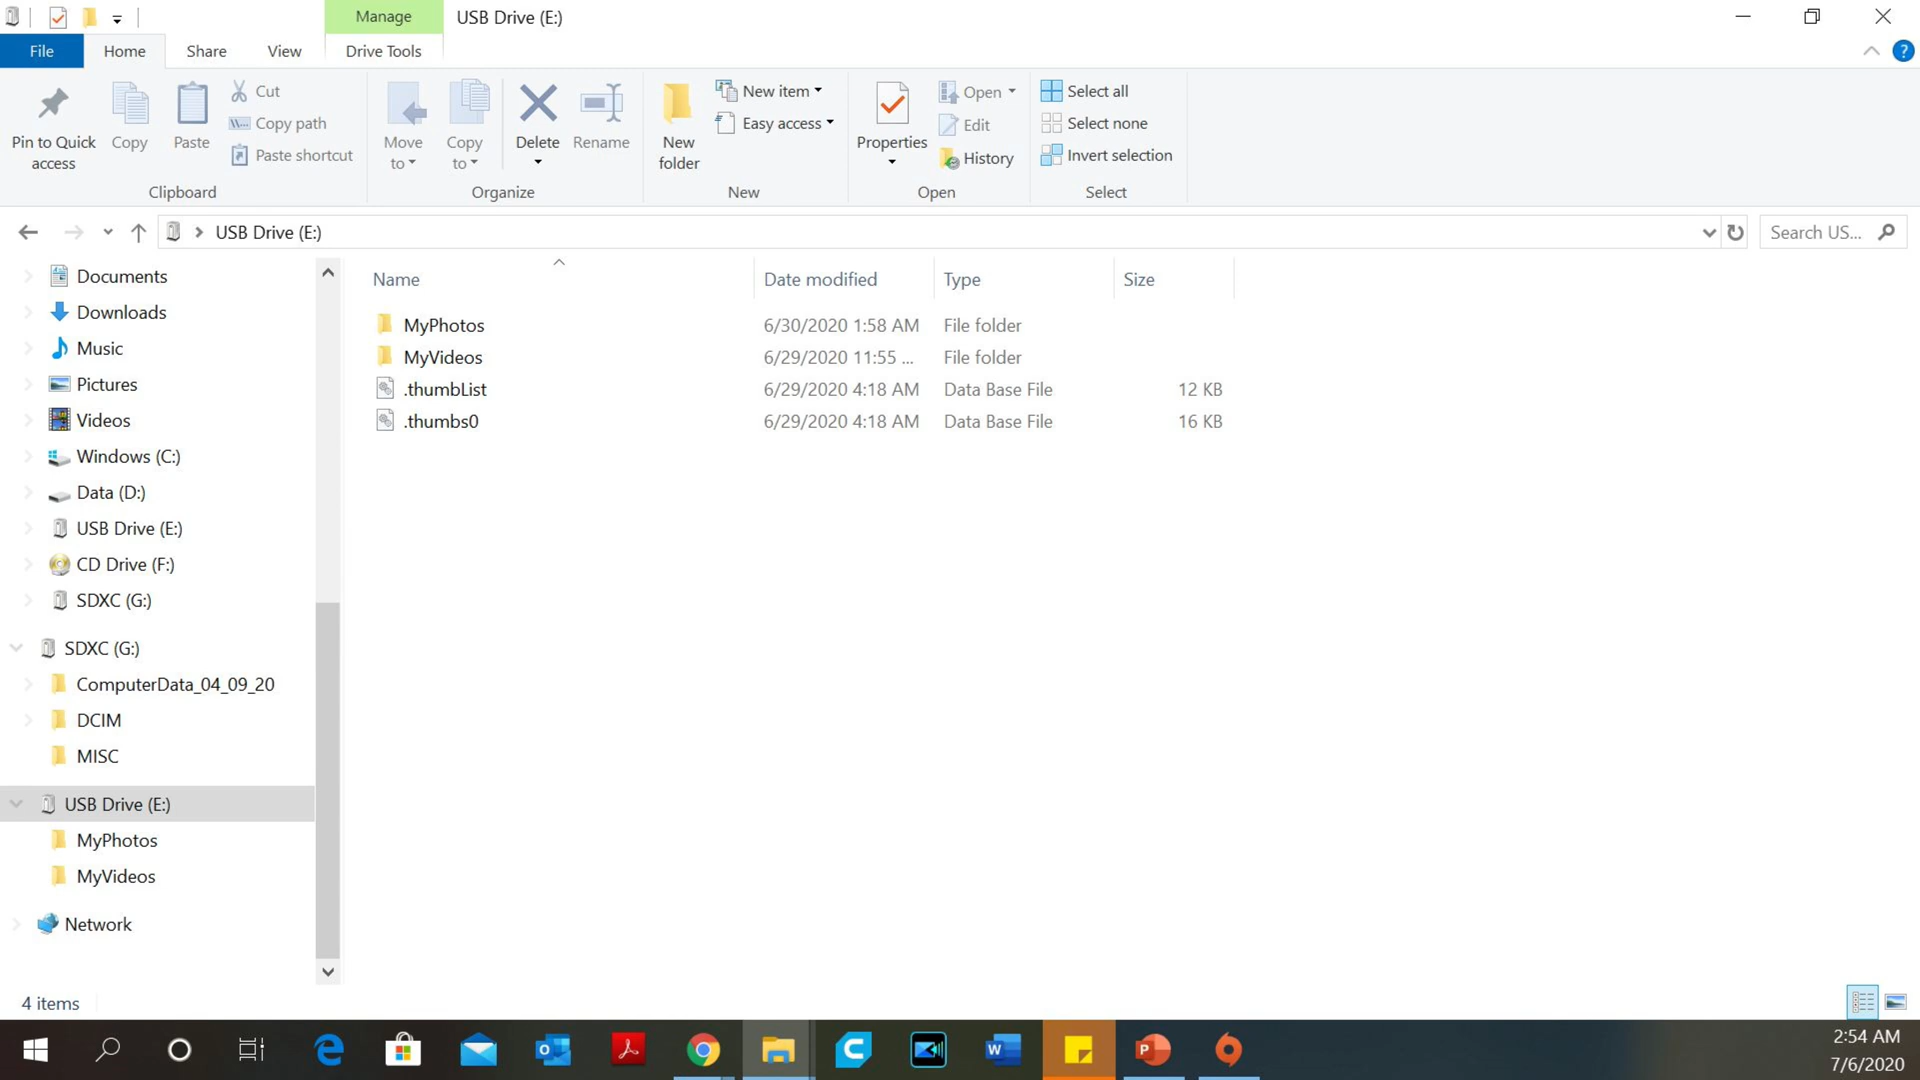 Manage USB Drive (E:)
File Home Share View Drive Tools
Pin to Quick access
Copy
Paste
Cut
Copy path
Paste shortcut
Clipboard
Move to
Copy to
Delete
Rename
Organize
New folder
New item
Easy access
New
Properties
Open
Edit
History
Open
Select all
Select none
Invert selection
Select
USB Drive (E:)
Search US...
Documents
Downloads
Music
Pictures
Videos
Windows (C:)
Data (D:)
USB Drive (E:)
CD Drive (F:)
SDXC (G:)
SDXC (G:)
ComputerData_04_09_20
DCIM
MISC
USB Drive (E:)
MyPhotos
MyVideos
Network
Name Date modified Type Size
MyPhotos 6/30/2020 1:58 AM File folder
MyVideos 6/29/2020 11:55 ... File folder
.thumbList 6/29/2020 4:18 AM Data Base File 12 KB
.thumbs0 6/29/2020 4:18 AM Data Base File 16 KB
4 items
2:54 AM
7/6/2020